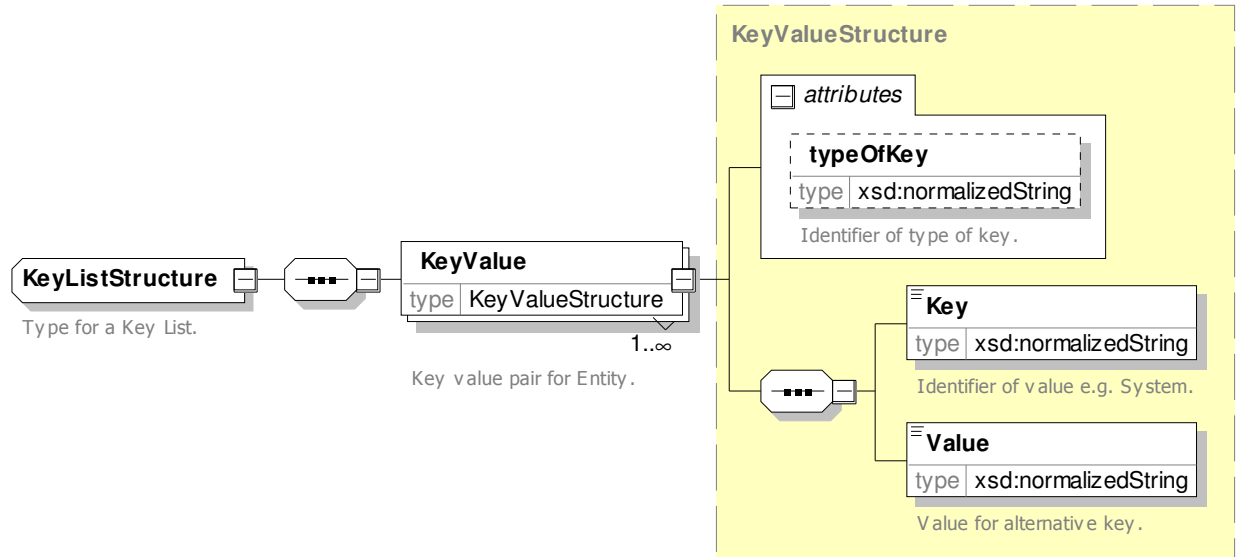 KeyValueStructure
attributes
typeOfKey
type xsd:normalizedString
Identifier of type of key.
KeyListStructure
Type for a Key List.
KeyValue
type KeyValueStructure
1..∞
Key value pair for Entity.
Key
type xsd:normalizedString
Identifier of value e.g. System.
Value
type xsd:normalizedString
Value for alternative key.